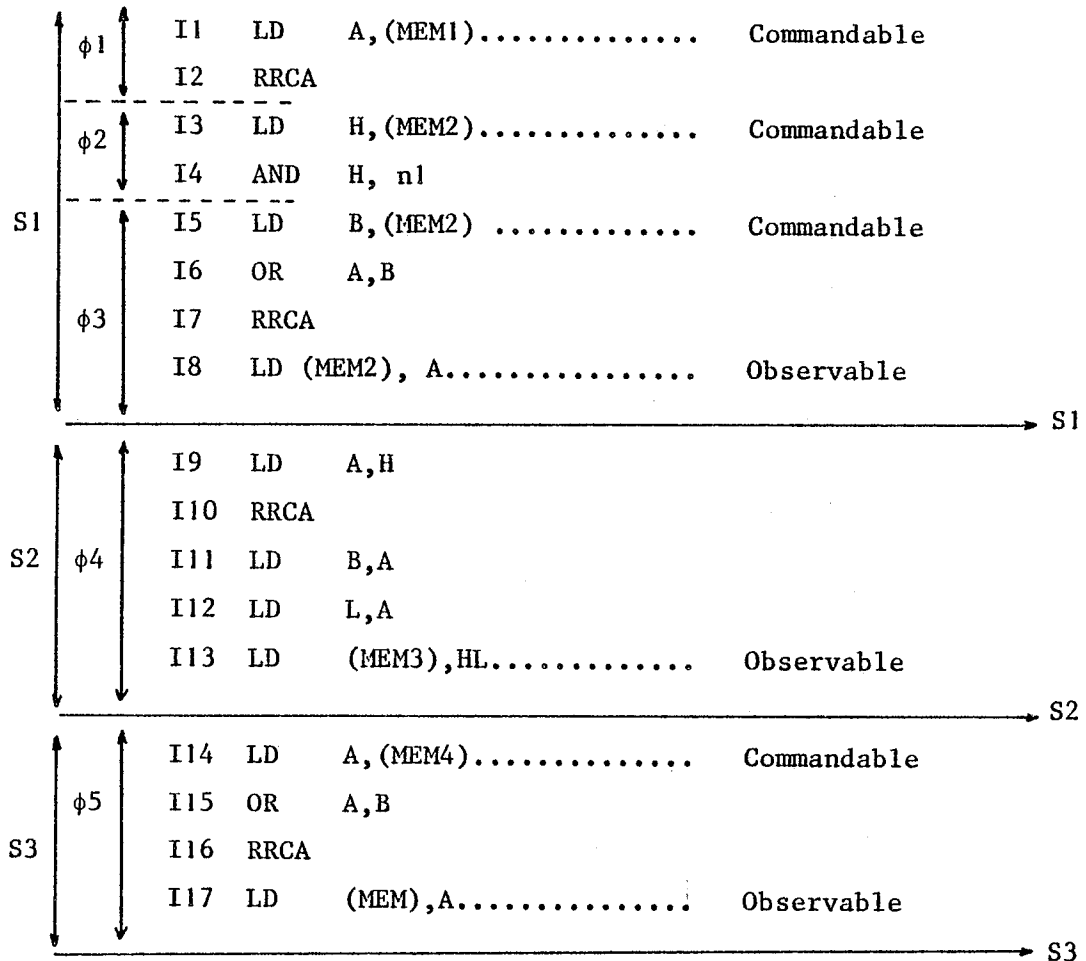 φ1 I1 LD A,(MEM1).............. Commandable
I2 RRCA
φ2 I3 LD H,(MEM2).............. Commandable
I4 AND H, n1
S1 I5 LD B,(MEM2) ............. Commandable
I6 OR A,B
φ3 I7 RRCA
I8 LD (MEM2), A................ Observable
S1
I9 LD A,H
I10 RRCA
S2 φ4 I11 LD B,A
I12 LD L,A
I13 LD (MEM3),HL............. Observable
S2
I14 LD A,(MEM4).............. Commandable
φ5 I15 OR A,B
S3 I16 RRCA
I17 LD (MEM),A............... Observable
S3